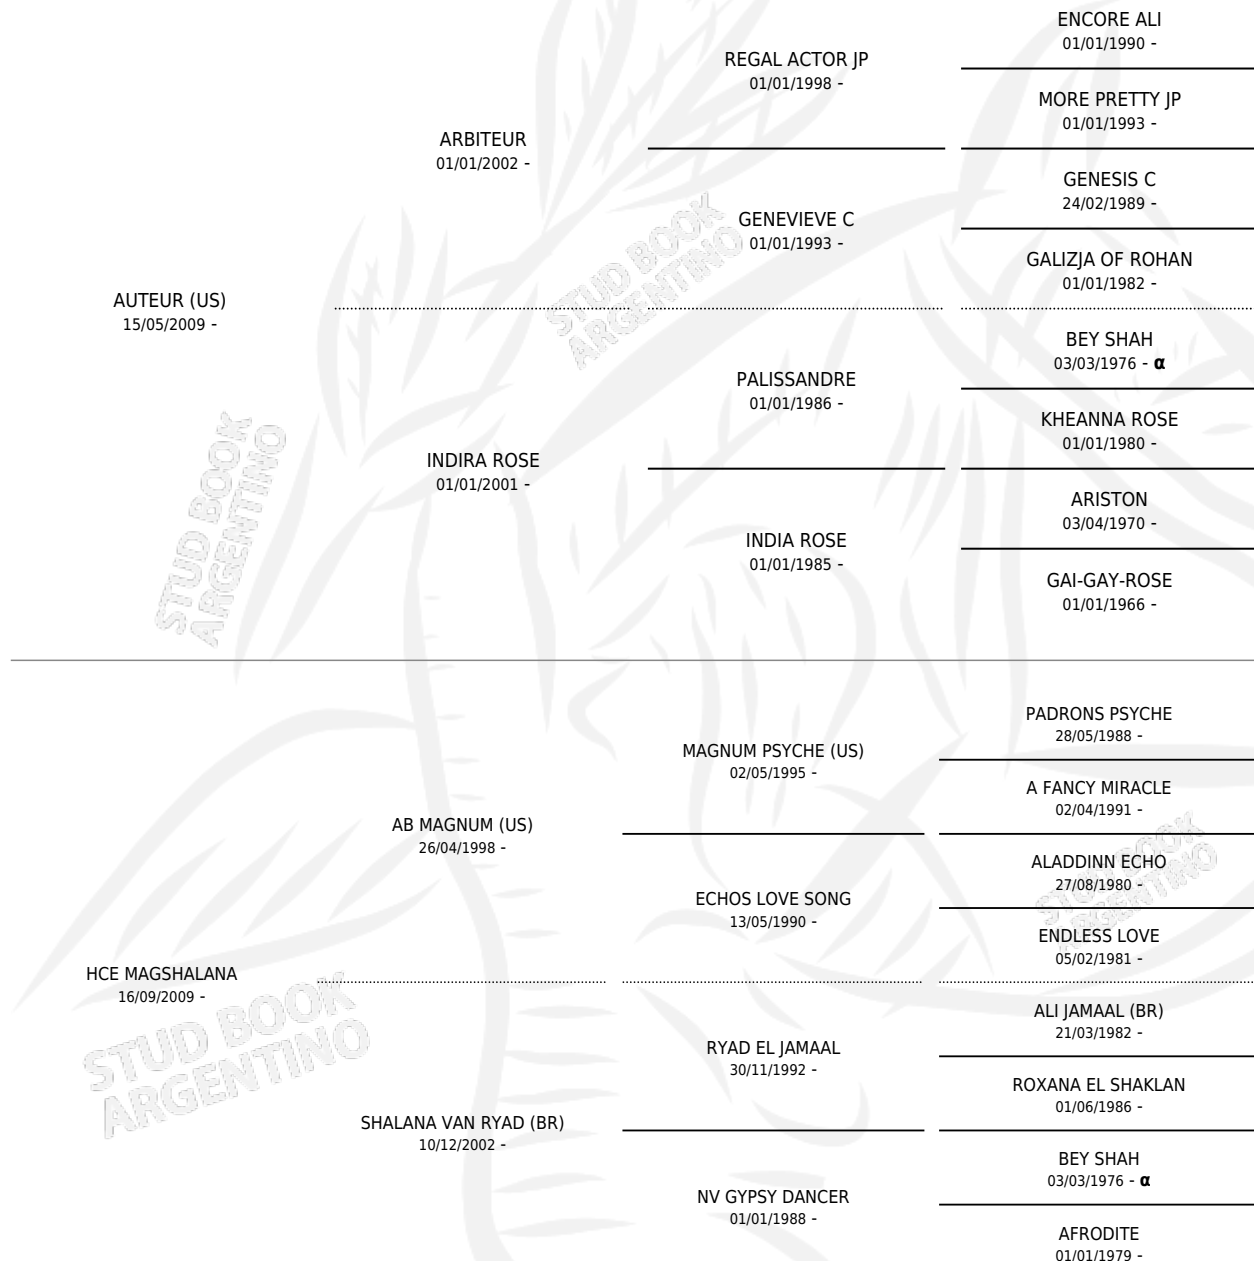 ENCORE ALI
01/01/1990 -
REGAL ACTOR JP
01/01/1998 -
MORE PRETTY JP
01/01/1993 -
ARBITEUR
01/01/2002 -
GENESIS C
24/02/1989 -
GENEVIEVE C
01/01/1993 -
GALIZJA OF ROHAN
01/01/1982 -
AUTEUR (US)
15/05/2009 -
BEY SHAH
03/03/1976 - α
PALISSANDRE
01/01/1986 -
KHEANNA ROSE
01/01/1980 -
INDIRA ROSE
01/01/2001 -
ARISTON
03/04/1970 -
INDIA ROSE
01/01/1985 -
GAI-GAY-ROSE
01/01/1966 -
PADRONS PSYCHE
28/05/1988 -
MAGNUM PSYCHE (US)
02/05/1995 -
A FANCY MIRACLE
02/04/1991 -
AB MAGNUM (US)
26/04/1998 -
ALADDINN ECHO
27/08/1980 -
ECHOS LOVE SONG
13/05/1990 -
ENDLESS LOVE
05/02/1981 -
HCE MAGSHALANA
16/09/2009 -
ALI JAMAAL (BR)
21/03/1982 -
RYAD EL JAMAAL
30/11/1992 -
ROXANA EL SHAKLAN
01/06/1986 -
SHALANA VAN RYAD (BR)
10/12/2002 -
BEY SHAH
03/03/1976 - α
NV GYPSY DANCER
01/01/1988 -
AFRODITE
01/01/1979 -
STUD BOOK
ARGENTINO
STUD BOOK
ARGENTINO
STUD BOOK
ARGENTINO
STUD BOOK
ARGENTINO